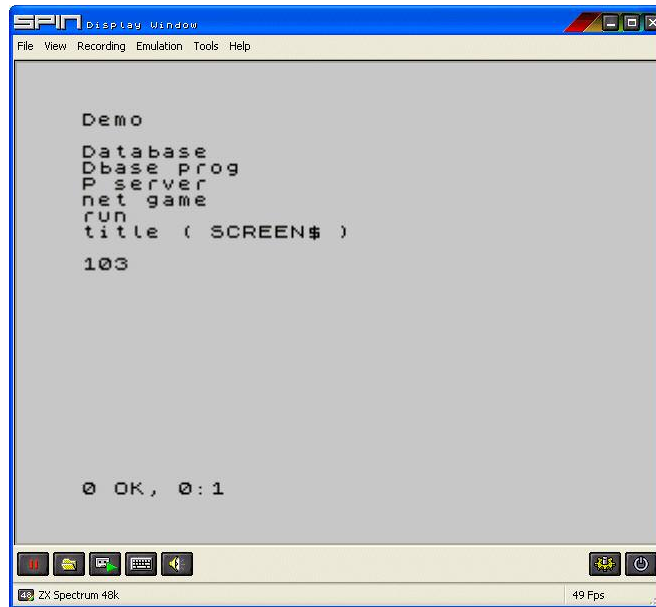 SPIN Display Window
File View Recording Emulation Tools Help
Demo
Database
Dbase prog
P server
net game
run
title ( SCREEN$ )
103
0 OK, 0:1
48 ZX Spectrum 48k
49 Fps